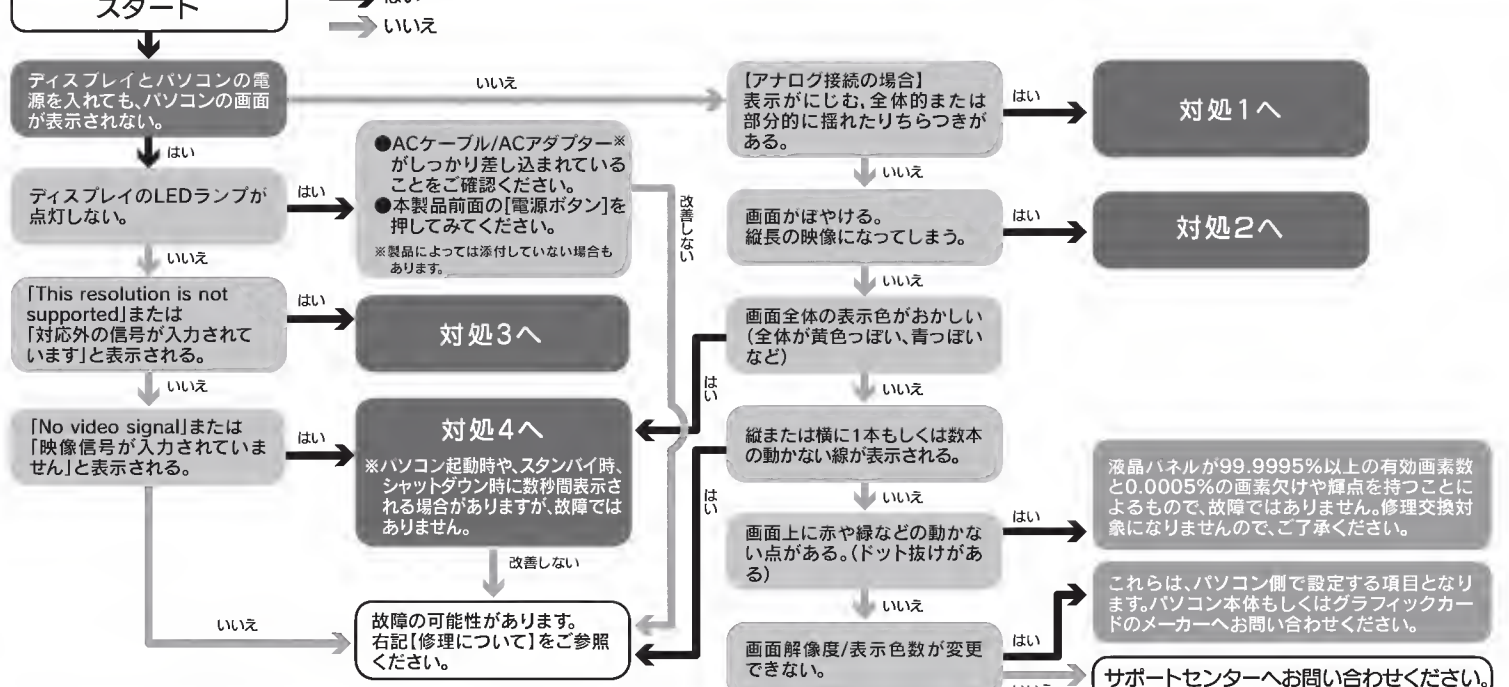 スタート
はい
いいえ
ディスプレイとパソコンの電
源を入れても、パソコンの画面
が表示されない。
いいえ
はい
ディスプレイのLEDランプが
点灯しない。
はい
●ACケーブル/ACアダプター※
がしっかり差し込まれている
ことをご確認ください。
●本製品前面の[電源ボタン]を
押してみてください。
※製品によっては添付していない場合も
あります。
改善しない
いいえ
「This resolution is not
supported」または
「対応外の信号が入力されて
います」と表示される。
はい
対処3へ
いいえ
「No video signal」または
「映像信号が入力されていま
せん」と表示される。
はい
対処4へ
※パソコン起動時や、スタンバイ時、
シャットダウン時に数秒間表示さ
れる場合がありますが、故障では
ありません。
改善しない
いいえ
故障の可能性があります。
右記【修理について】をご参照
ください。
【アナログ接続の場合】
表示がにじむ、全体的または
部分的に揺れたりちらつきが
ある。
はい
対処1へ
いいえ
画面がぼやける。
縦長の映像になってしまう。
はい
対処2へ
いいえ
画面全体の表示色がおかしい
(全体が黄色っぽい、青っぽい
など)
はい
いいえ
縦または横に1本もしくは数本
の動かない線が表示される。
はい
いいえ
画面上に赤や緑などの動かな
い点がある。(ドット抜けがあ
る)
はい
液晶パネルが99.9995%以上の有効画素数
と0.0005%の画素欠けや輝点を持つことに
よるもので、故障ではありません。修理交換対
象になりませんので、ご了承ください。
いいえ
画面解像度/表示色数が変更
できない。
はい
これらは、パソコン側で設定する項目となり
ます。パソコン本体もしくはグラフィックカー
ドのメーカーへお問い合わせください。
いいえ
サポートセンターへお問い合わせください。